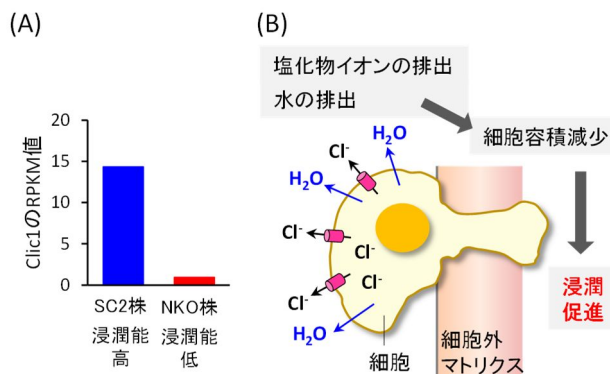 (A)
Clic1のRPKM値
20
15
10
5
0
SC2株
浸潤能
高
NKO株
浸潤能
低
(B)
塩化物イオンの排出
水の排出
細胞容積減少
浸潤
促進
H₂O
Cl⁻
H₂O
Cl⁻
Cl⁻
Cl⁻
Cl⁻
H₂O
細胞
細胞外
マトリクス